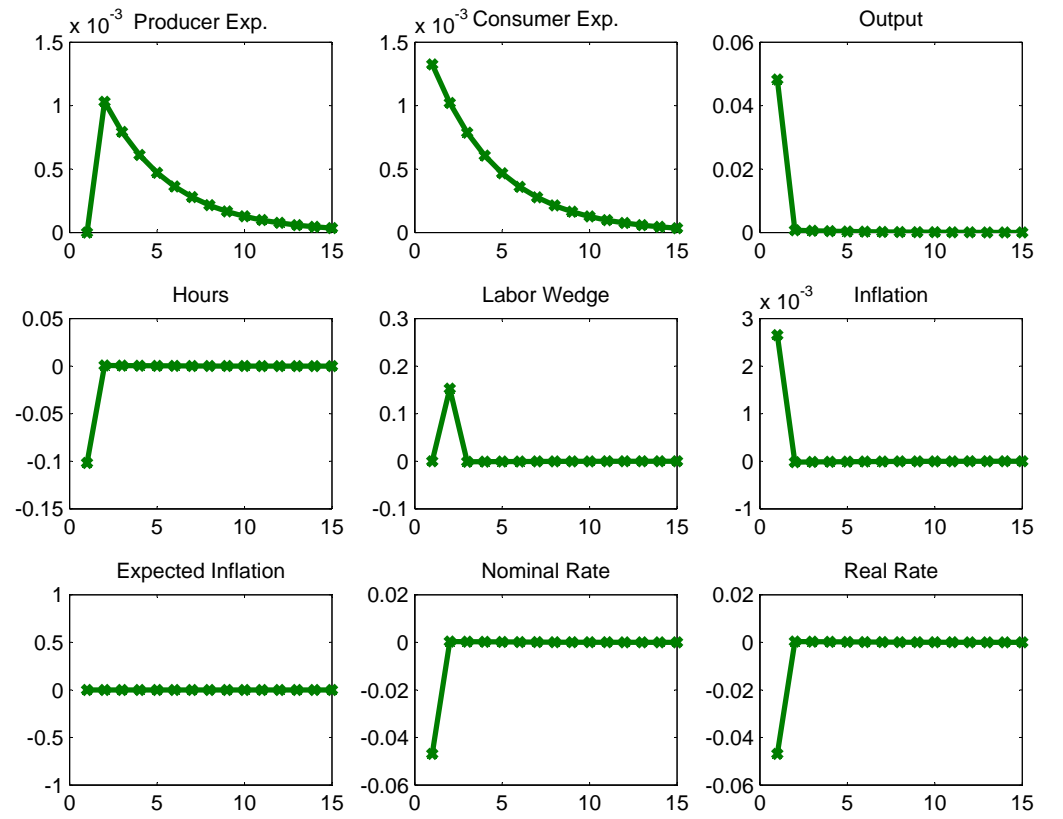 x 10^-3 Producer Exp.
1.5
1
0.5
0
0 5 10 15
x 10^-3 Consumer Exp.
1.5
1
0.5
0
0 5 10 15
Output
0.06
0.04
0.02
0
0 5 10 15
Hours
0.05
0
-0.05
-0.1
-0.15
0 5 10 15
Labor Wedge
0.3
0.2
0.1
0
-0.1
0 5 10 15
x 10^-3 Inflation
3
2
1
0
-1
0 5 10 15
Expected Inflation
1
0.5
0
-0.5
-1
0 5 10 15
Nominal Rate
0.02
0
-0.02
-0.04
-0.06
0 5 10 15
Real Rate
0.02
0
-0.02
-0.04
-0.06
0 5 10 15